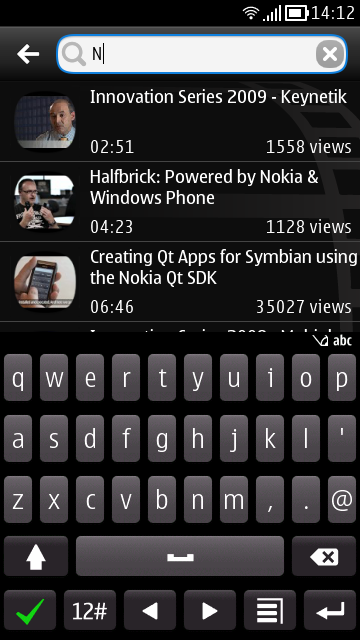 14:12
N
Innovation Series 2009 - Keynetik
02:51 1558 views
Halfbrick: Powered by Nokia &
Windows Phone
04:23 1128 views
Creating Qt Apps for Symbian using
the Nokia Qt SDK
06:46 35027 views
abc
q w e r t y u i o p
a s d f g h j k l '
z x c v b n m , . @
12#